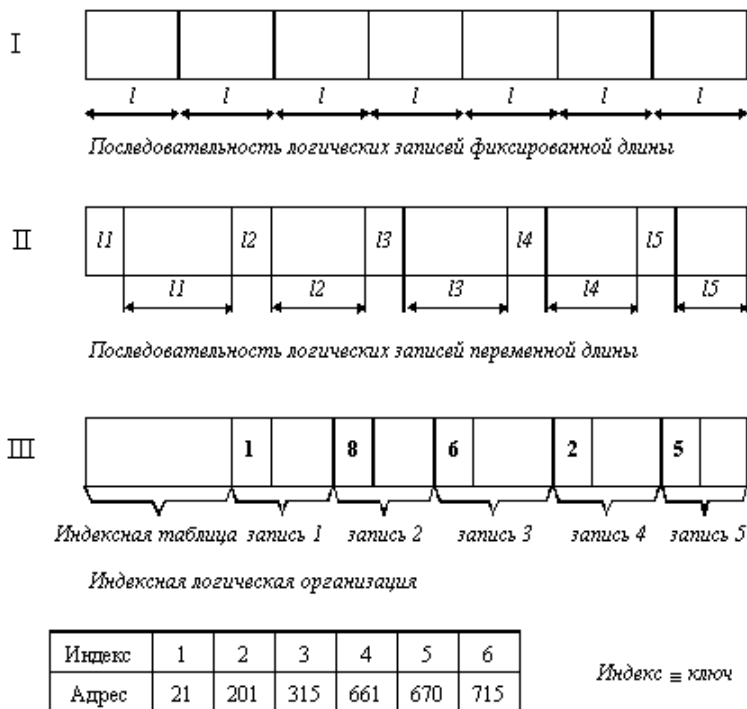 I
l l l l l l l
Последовательность логических записей фиксированной длины
II
l1 l2 l3 l4 l5
l1 l2 l3 l4 l5
Последовательность логических записей переменной длины
III
1 8 6 2 5
Индексная таблица запись 1 запись 2 запись 3 запись 4 запись 5
Индексная логическая организация
Индекс 1 2 3 4 5 6
Индекс ≡ ключ
Адрес 21 201 315 661 670 715